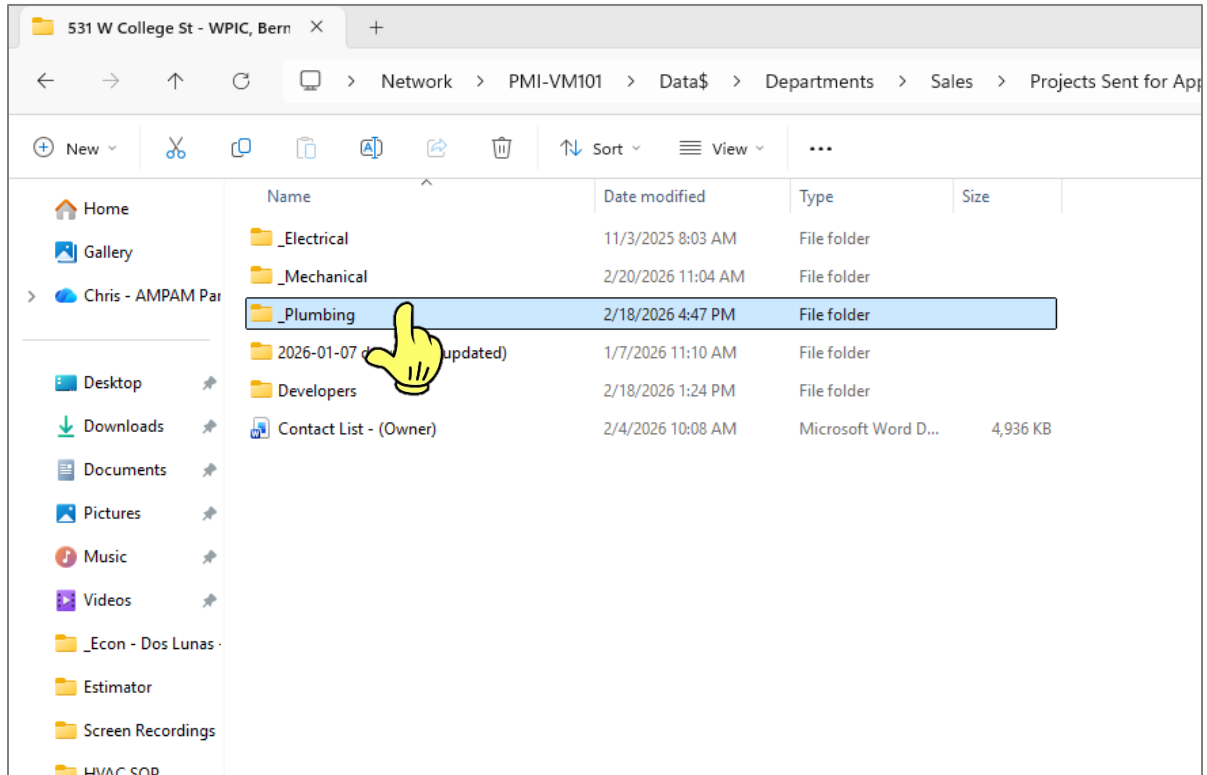 531 W College St - WPIC, Bern
Network > PMI-VM101 > Data$ > Departments > Sales > Projects Sent for App
New Sort View
Name Date modified Type Size
Home
Gallery
Chris - AMPAM Par
Desktop
Downloads
Documents
Pictures
Music
Videos
_Econ - Dos Lunas -
Estimator
Screen Recordings
HVAC SOP
_Electrical 11/3/2025 8:03 AM File folder
_Mechanical 2/20/2026 11:04 AM File folder
_Plumbing 2/18/2026 4:47 PM File folder
2026-01-07 updated) 1/7/2026 11:10 AM File folder
Developers 2/18/2026 1:24 PM File folder
Contact List - (Owner) 2/4/2026 10:08 AM Microsoft Word D... 4,936 KB